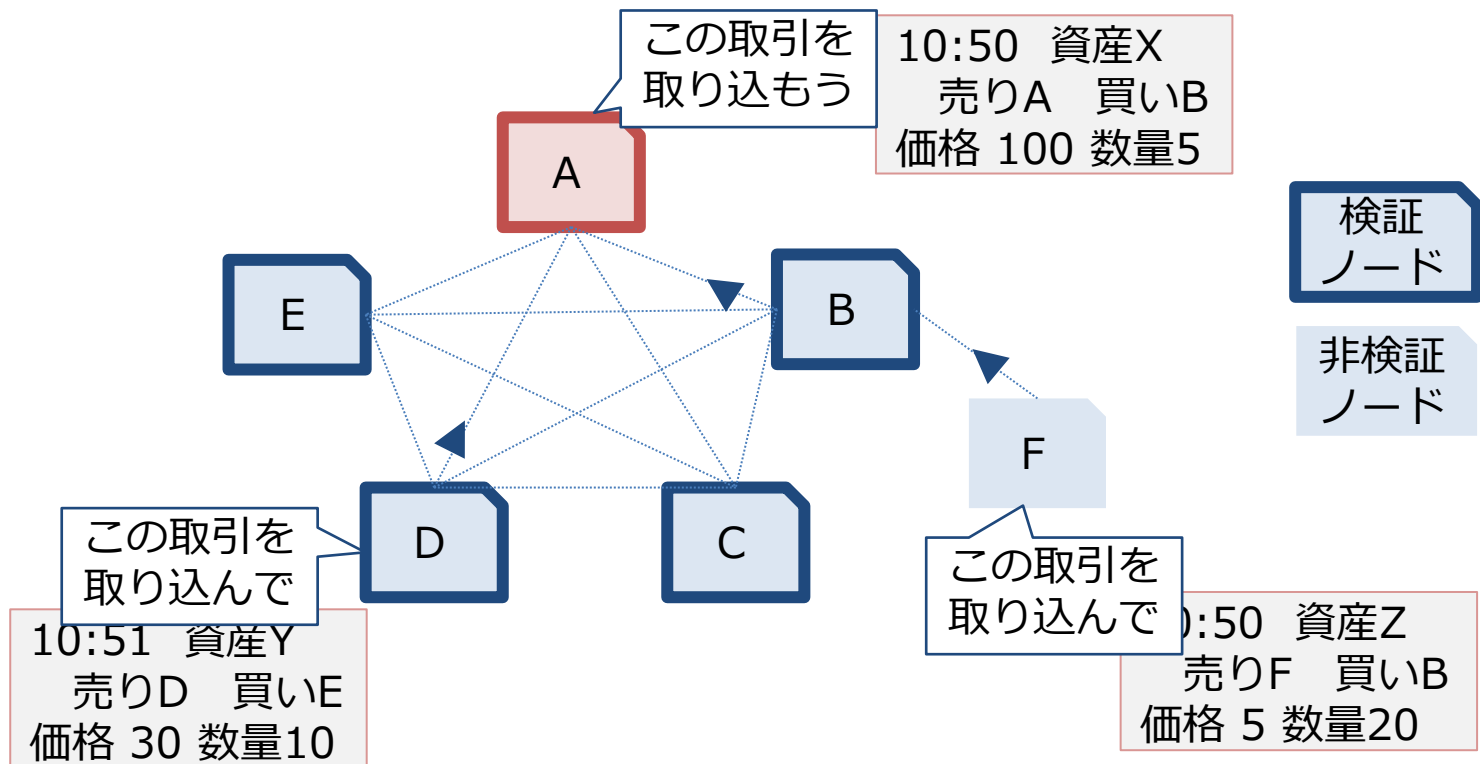 この取引を
取り込もう
10:50 資産X
売りA 買いB
価格 100 数量5
A
検証
ノード
E
B
非検証
ノード
F
D
C
この取引を
取り込んで
10:51 資産Y
売りD 買いE
価格 30 数量10
この取引を
取り込んで
:50 資産Z
売りF 買いB
価格 5 数量20